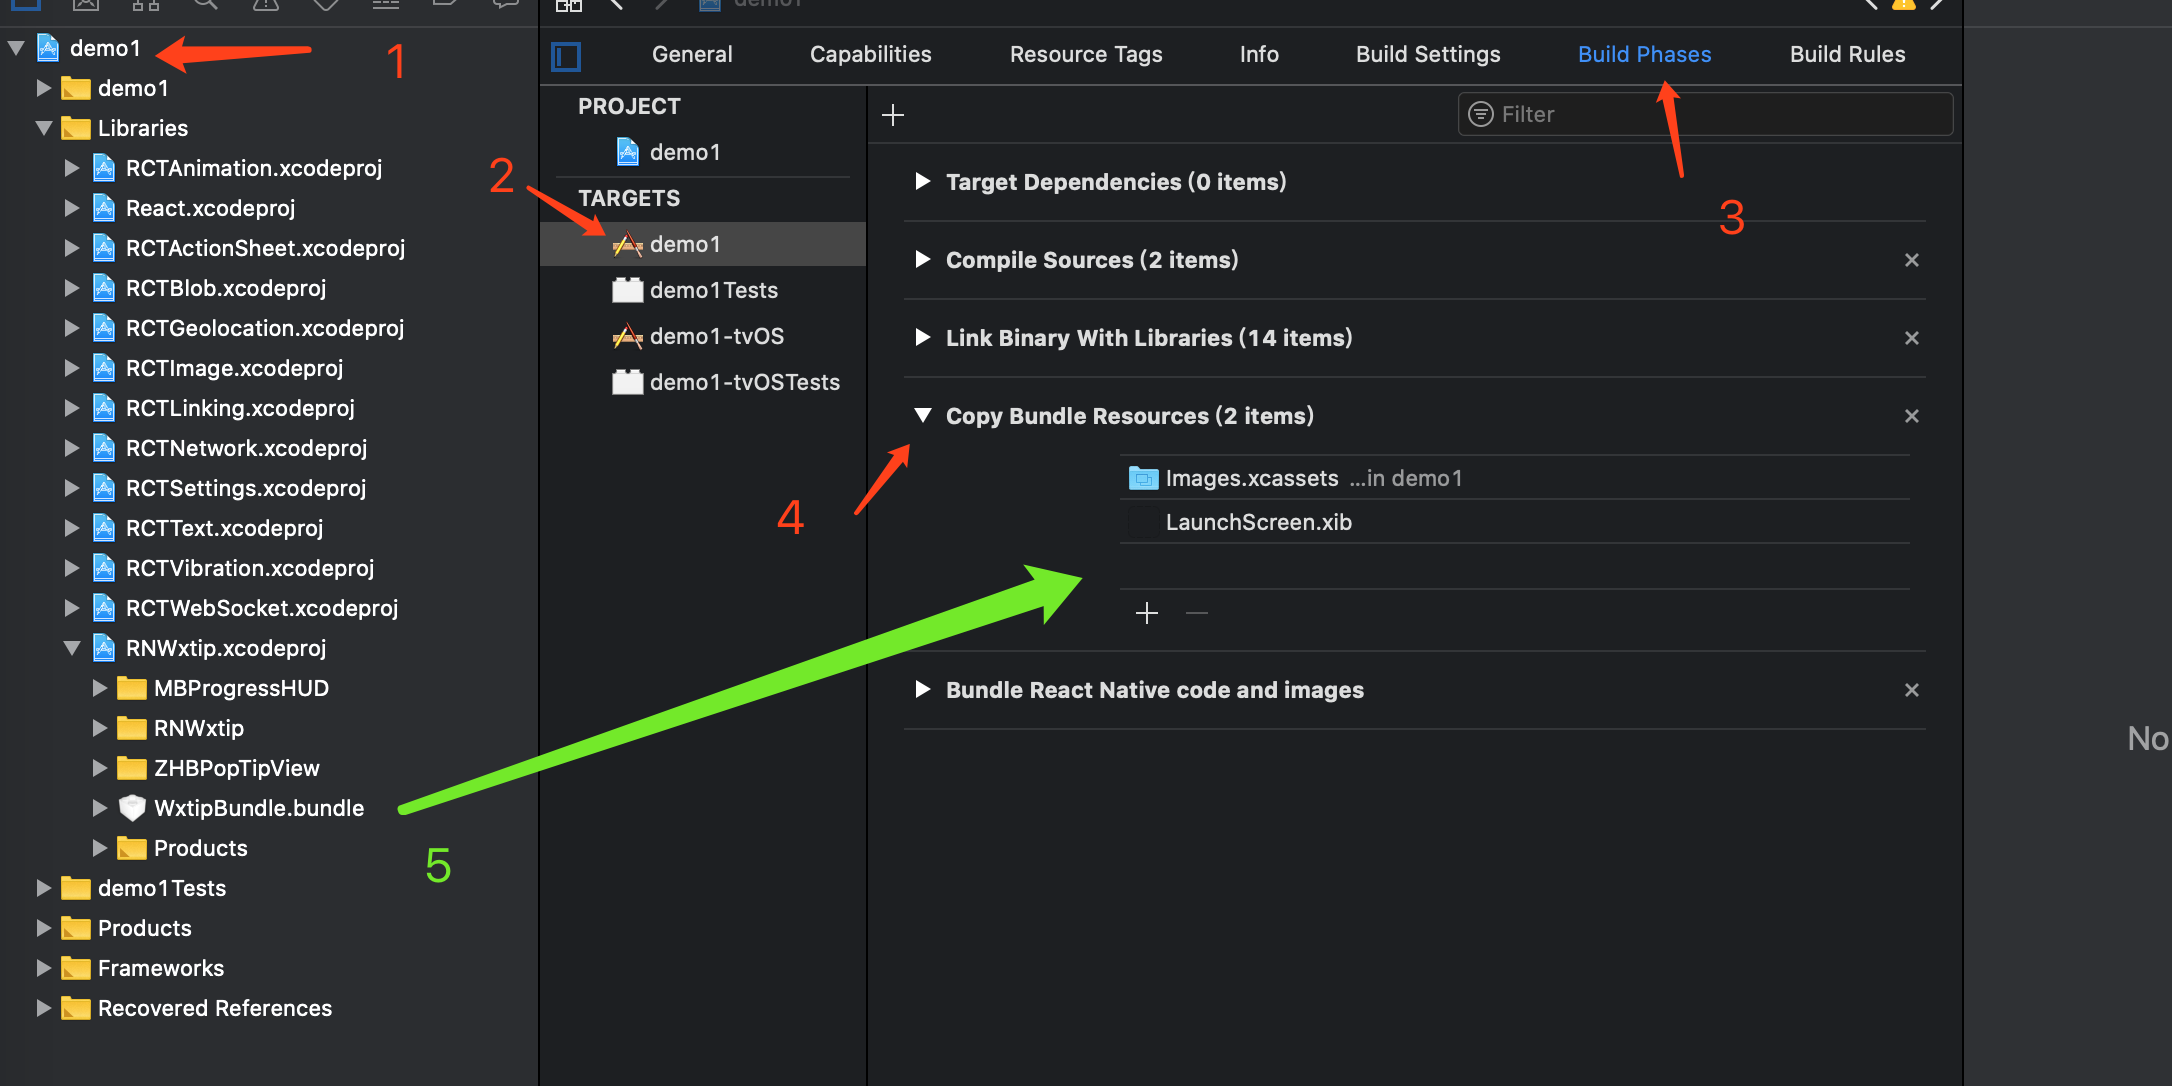 demo1
demo1
1
demo1
Libraries
RCTAnimation.xcodeproj
React.xcodeproj
RCTActionSheet.xcodeproj
RCTBlob.xcodeproj
RCTGeolocation.xcodeproj
RCTImage.xcodeproj
RCTLinking.xcodeproj
RCTNetwork.xcodeproj
RCTSettings.xcodeproj
RCTText.xcodeproj
RCTVibration.xcodeproj
RCTWebSocket.xcodeproj
RNWxtip.xcodeproj
MBProgressHUD
RNWxtip
ZHBPopTipView
WxtipBundle.bundle
Products
demo1Tests
Products
Frameworks
Recovered References
5
General Capabilities Resource Tags Info Build Settings Build Phases Build Rules
PROJECT
demo1
2
TARGETS
demo1
demo1Tests
demo1-tvOS
demo1-tvOSTests
Filter
3
Target Dependencies (0 items)
Compile Sources (2 items)
Link Binary With Libraries (14 items)
Copy Bundle Resources (2 items)
4
Images.xcassets ...in demo1
LaunchScreen.xib
Bundle React Native code and images
No